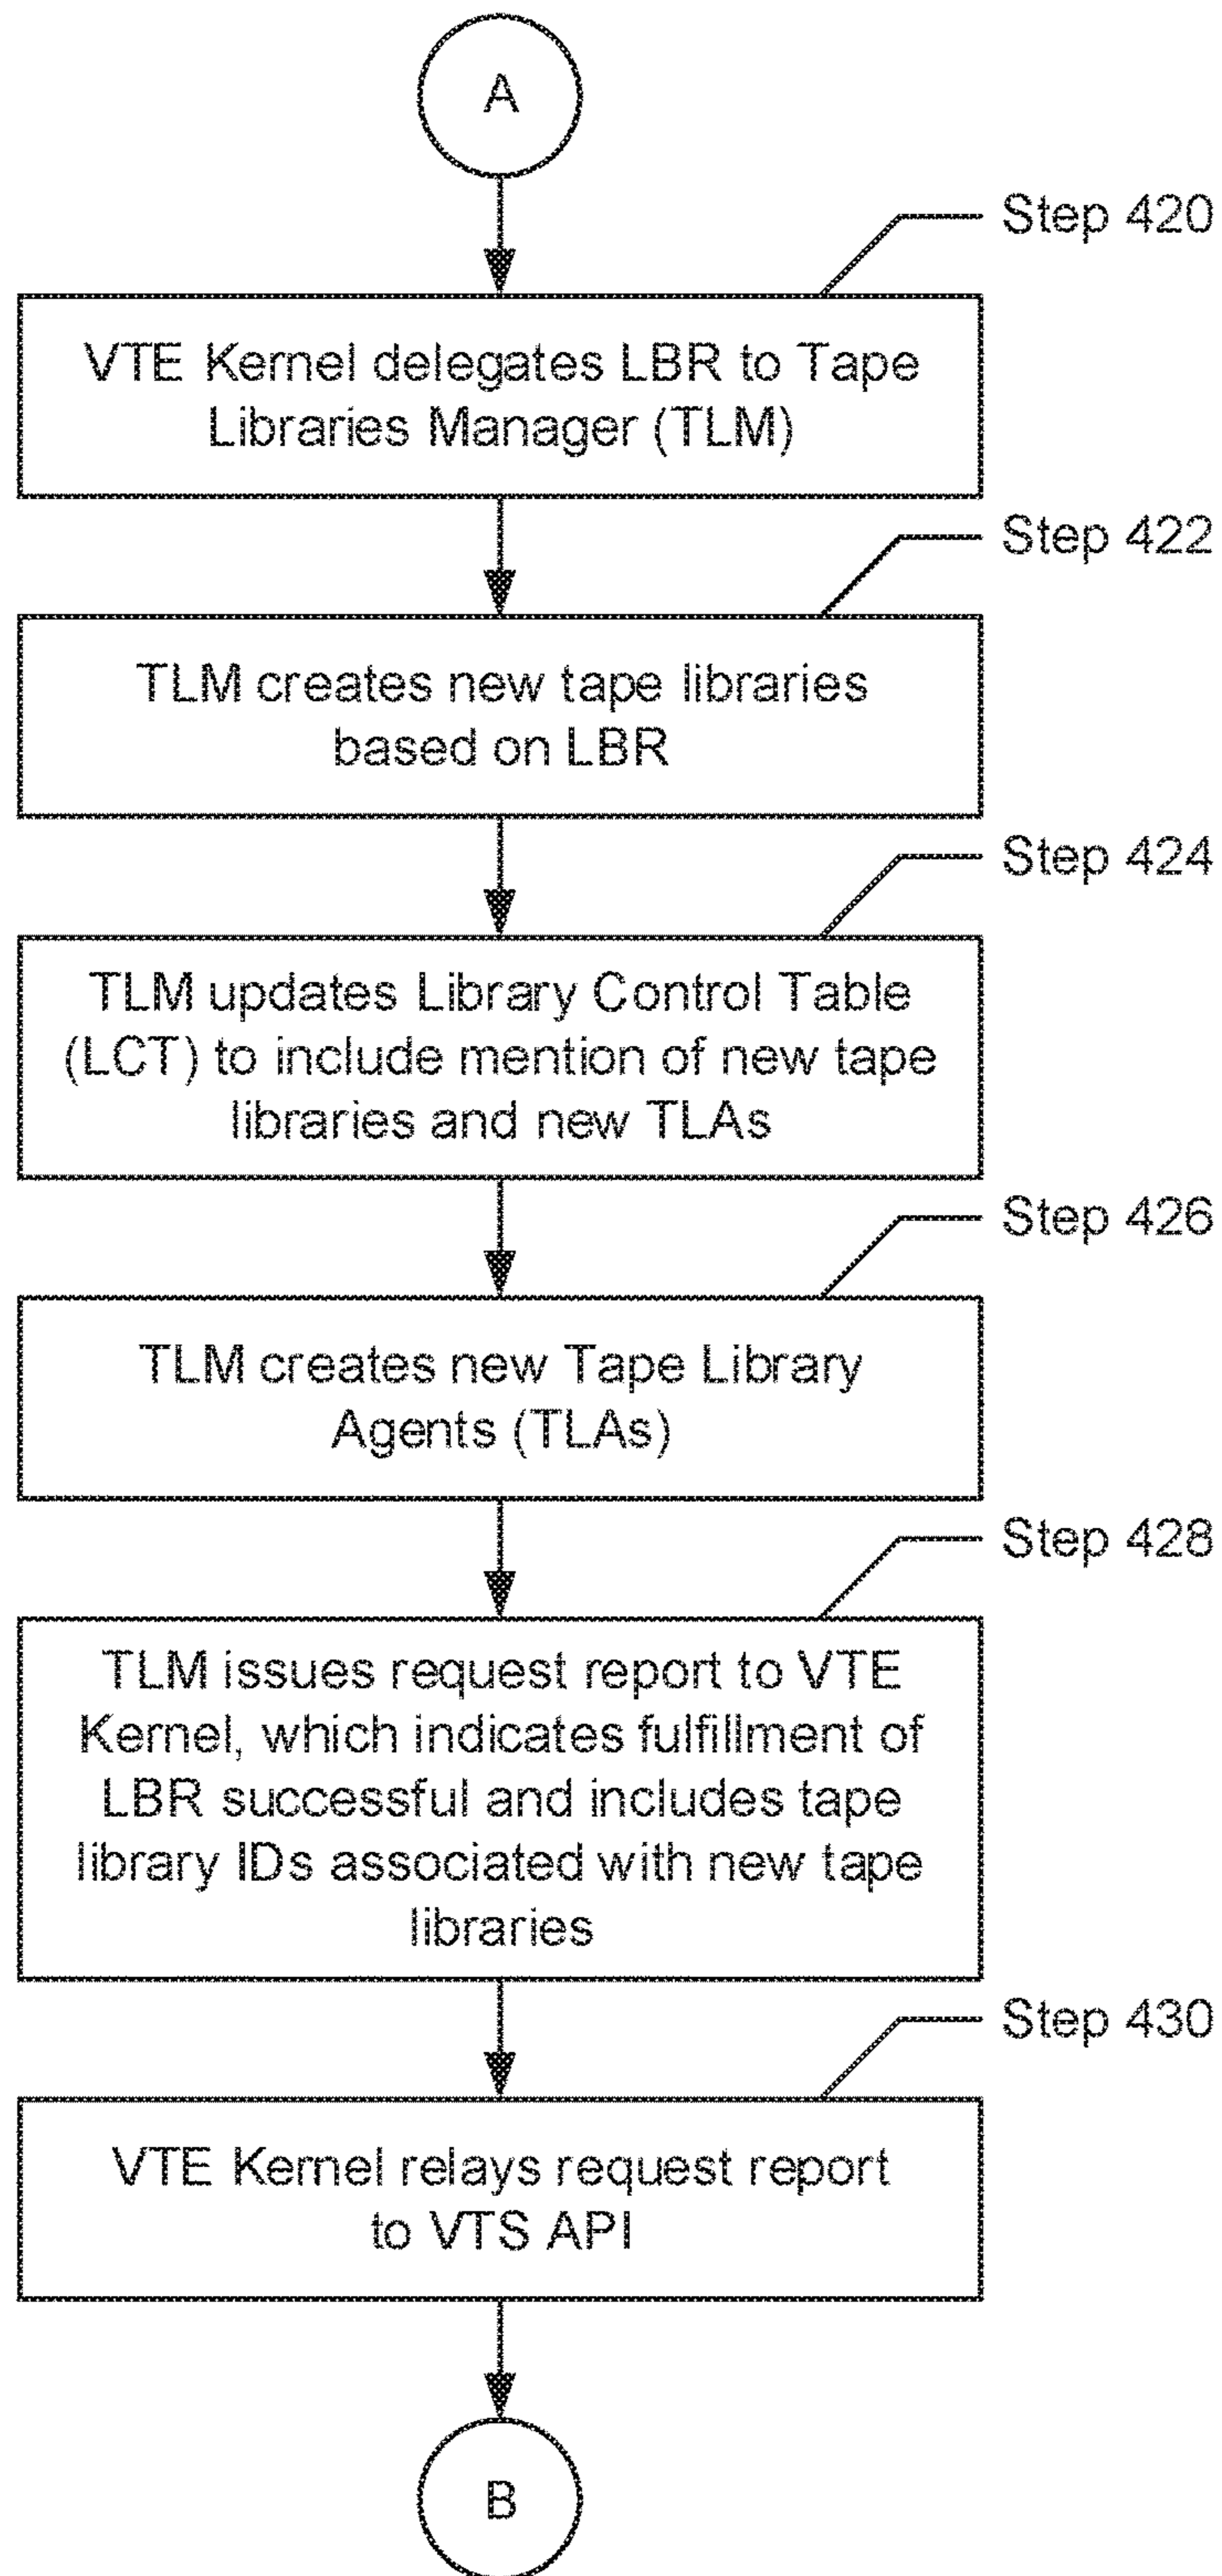 A
Step 420
VTE Kernel delegates LBR to Tape
Libraries Manager (TLM)
Step 422
TLM creates new tape libraries
based on LBR
Step 424
TLM updates Library Control Table
(LCT) to include mention of new tape
libraries and new TLAs
Step 426
TLM creates new Tape Library
Agents (TLAs)
Step 428
TLM issues request report to VTE
Kernel, which indicates fulfillment of
LBR successful and includes tape
library IDs associated with new tape
libraries
Step 430
VTE Kernel relays request report
to VTS API
B